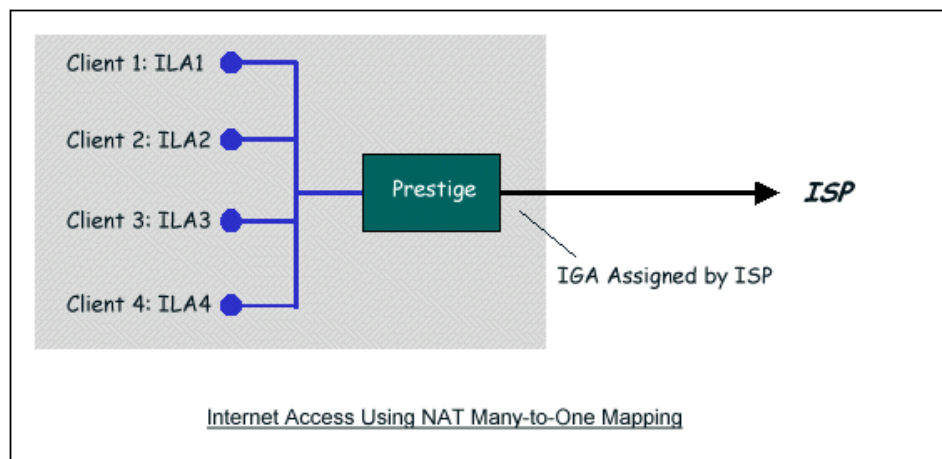 Client 1: ILA1
Client 2: ILA2
Client 3: ILA3
Client 4: ILA4
Prestige
ISP
IGA Assigned by ISP
Internet Access Using NAT Many-to-One Mapping